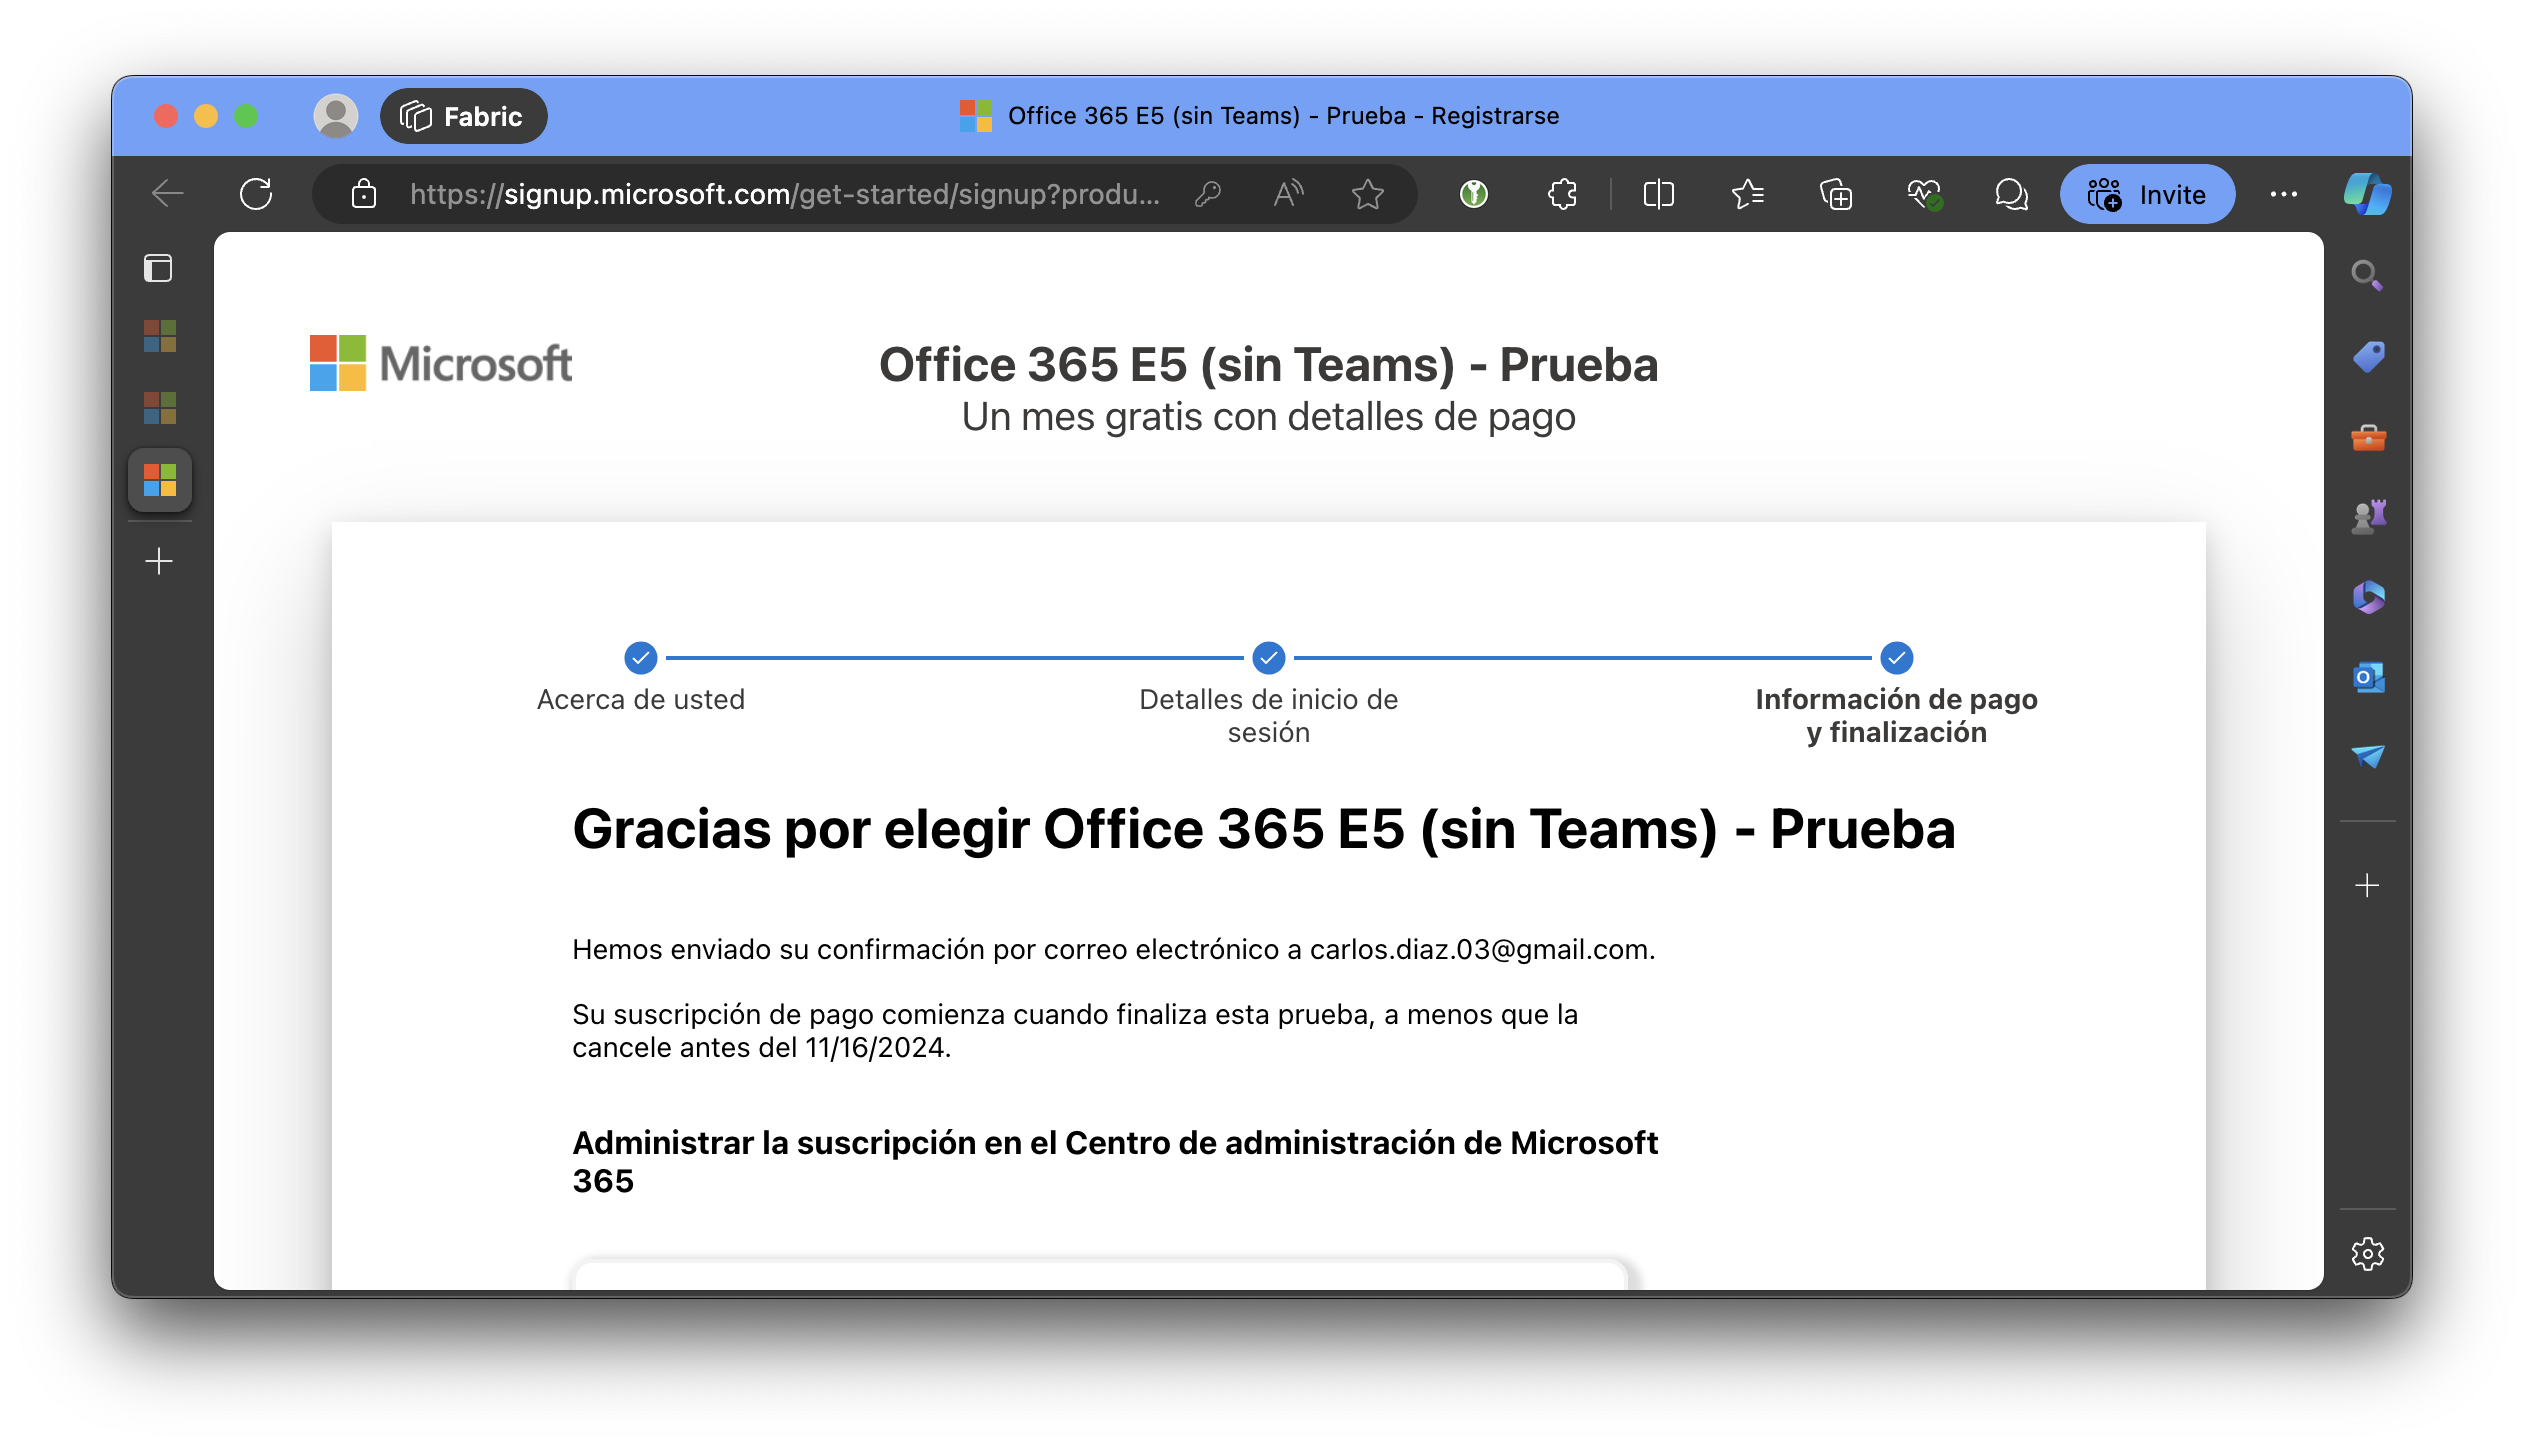 Fabric
Office 365 E5 (sin Teams) - Prueba - Registrarse
https://signup.microsoft.com/get-started/signup?produ...
Invite
Microsoft
Office 365 E5 (sin Teams) - Prueba
Un mes gratis con detalles de pago
Acerca de usted
Detalles de inicio de
sesión
Información de pago
y finalización
Gracias por elegir Office 365 E5 (sin Teams) - Prueba
Hemos enviado su confirmación por correo electrónico a carlos.diaz.03@gmail.com.
Su suscripción de pago comienza cuando finaliza esta prueba, a menos que la
cancele antes del 11/16/2024.
Administrar la suscripción en el Centro de administración de Microsoft
365